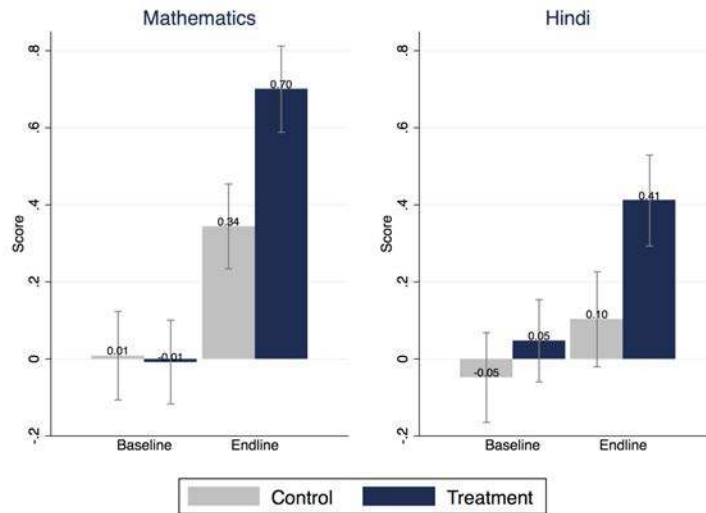 Mathematics
Hindi
Score
.8
.6
.4
.2
0
-.2
0.01
-0.01
0.34
0.70
Baseline
Endline
Score
.8
.6
.4
.2
0
-.2
-0.05
0.05
0.10
0.41
Baseline
Endline
Control
Treatment